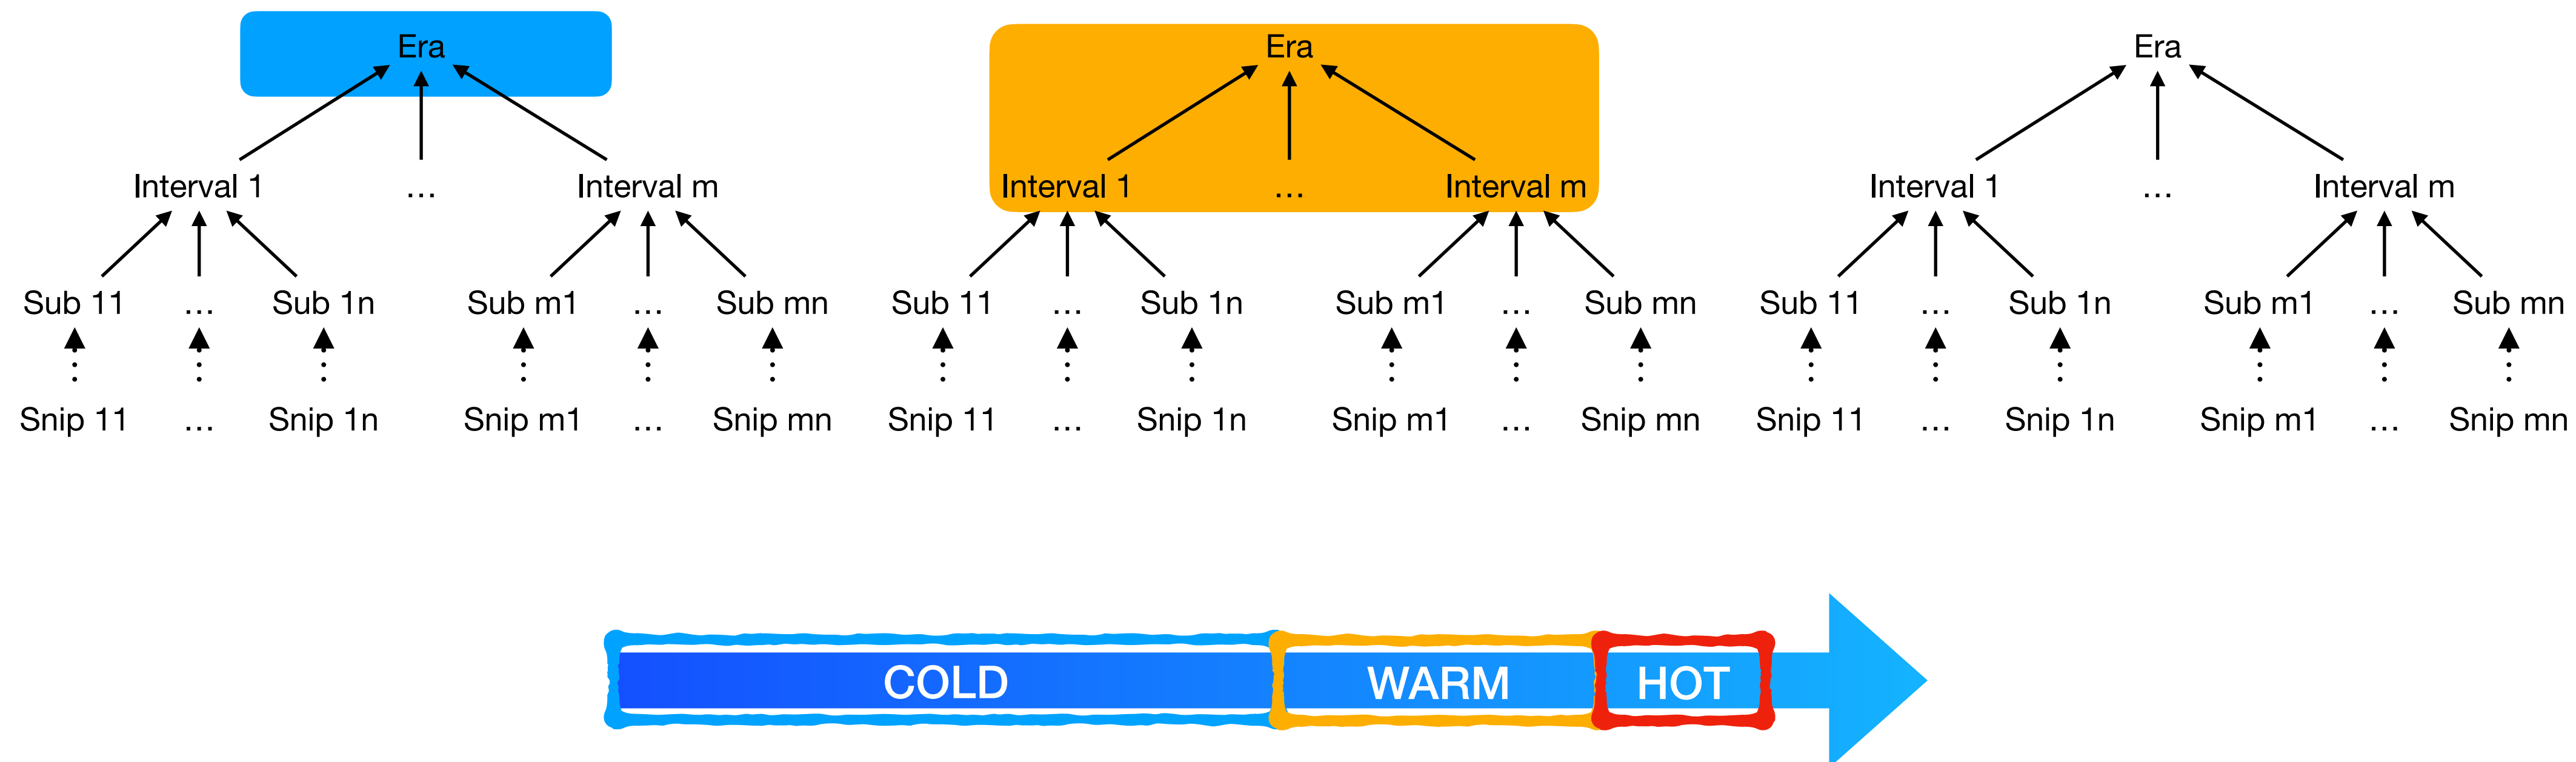 Era Era Era
Interval 1 ... Interval m Interval 1 ... Interval m Interval 1 ... Interval m
Sub 11 ... Sub 1n Sub m1 ... Sub mn Sub 11 ... Sub 1n Sub m1 ... Sub mn Sub 11 ... Sub 1n Sub m1 ... Sub mn
Snip 11 ... Snip 1n Snip m1 ... Snip mn Snip 11 ... Snip 1n Snip m1 ... Snip mn Snip 11 ... Snip 1n Snip m1 ... Snip mn
COLD WARM HOT